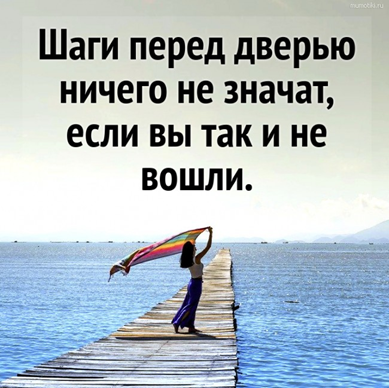 Шаги перед дверью
ничего не значат,
если вы так и не
вошли.